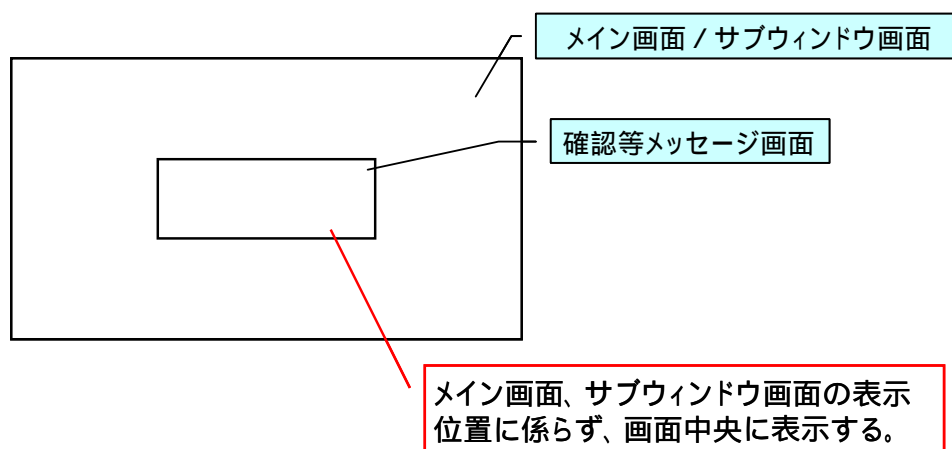 メイン画面 / サブウィンドウ画面
確認等メッセージ画面
メイン画面、サブウィンドウ画面の表示
位置に係らず、画面中央に表示する。